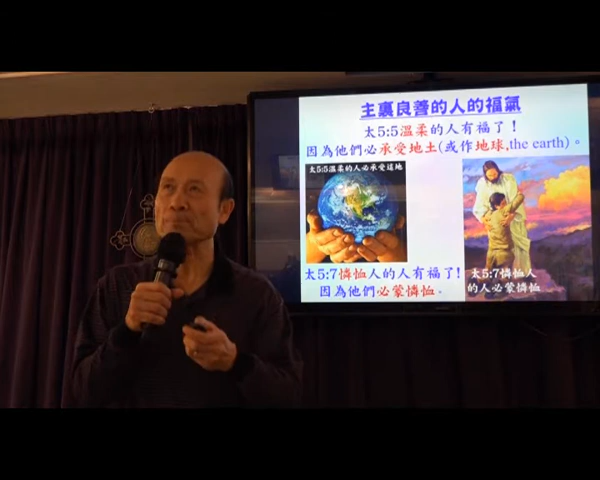 主裏良善的人的福氣
太5:5溫柔的人有福了！
因為他們必承受地土(或作地球,the earth)。
太5:5溫柔的人必承受這地
太5:7憐恤人的人有福了!
因為他們必蒙憐恤.
太5:7憐恤人
的人必蒙憐恤